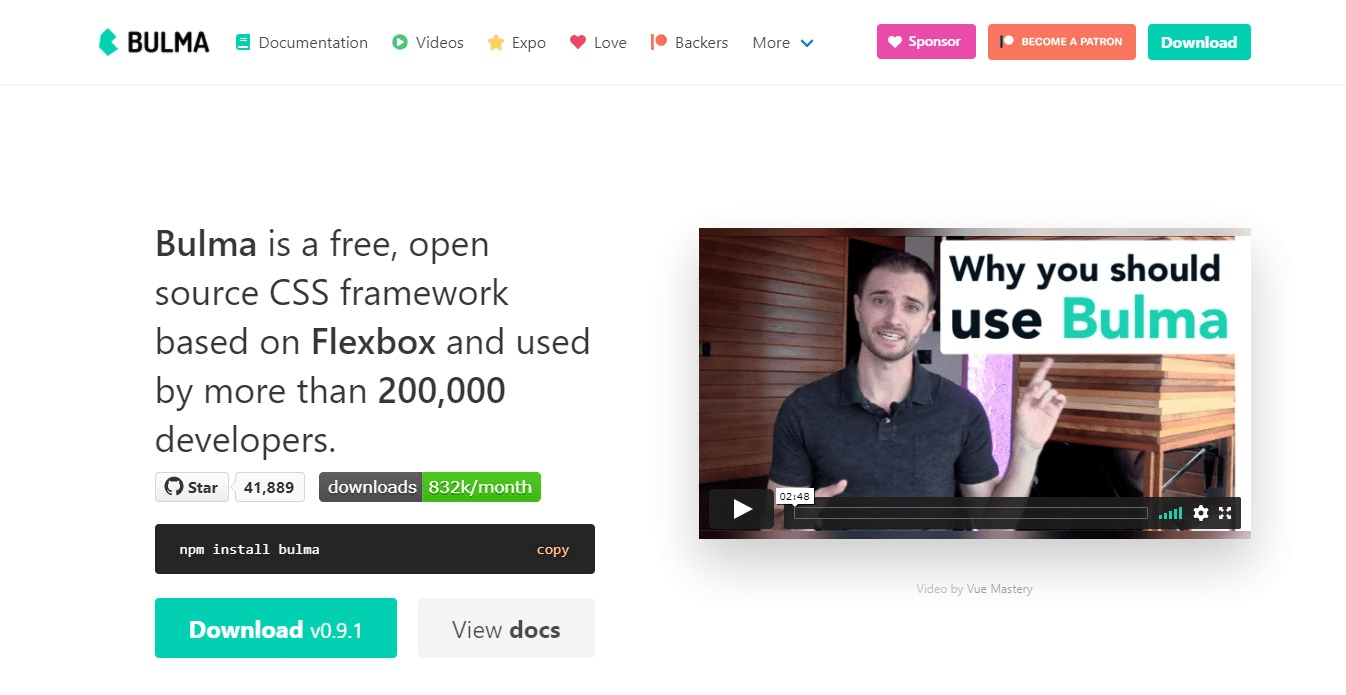 BULMA
Documentation
Videos
Expo
Love
Backers
More
Sponsor
BECOME A PATRON
Download
Bulma is a free, open
source CSS framework
based on Flexbox and used
by more than 200,000
developers.
Star
41,889
downloads 832k/month
npm install bulma
copy
Download v0.9.1
View docs
Why you should
use Bulma
02:48
Video by Vue Mastery